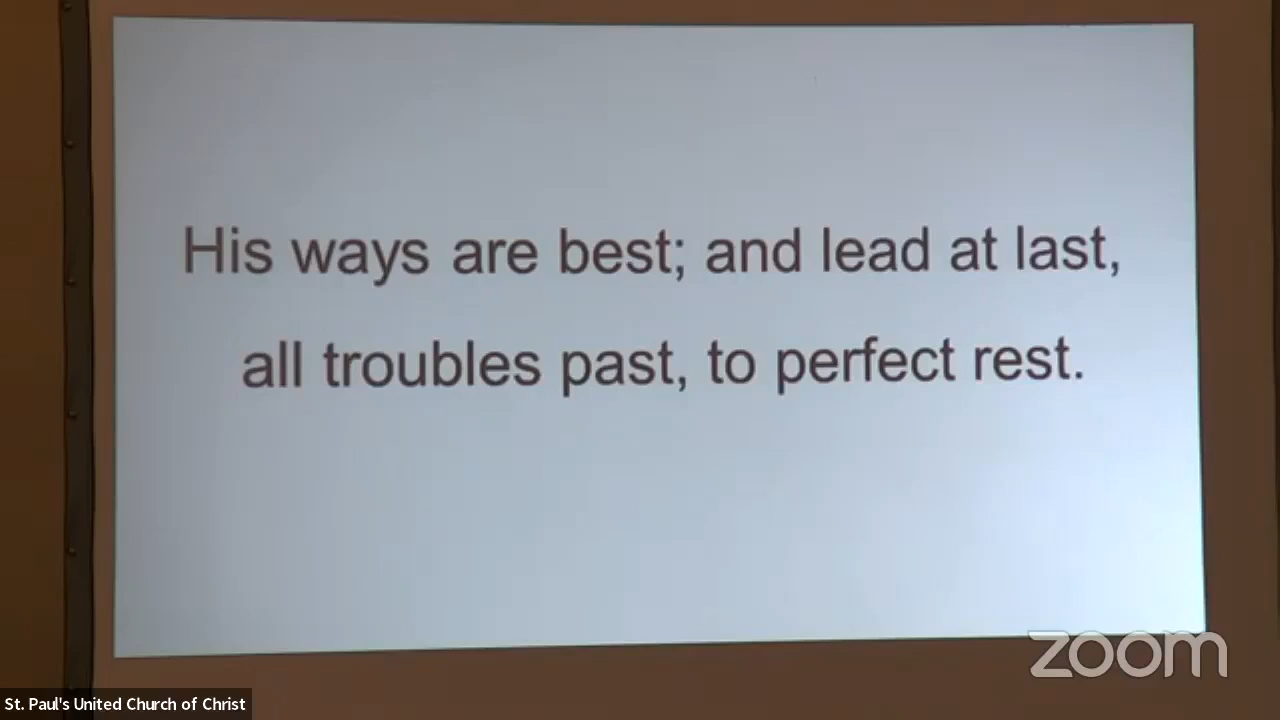 His ways are best; and lead at last,
all troubles past, to perfect rest.
zoom
St. Paul's United Church of Christ